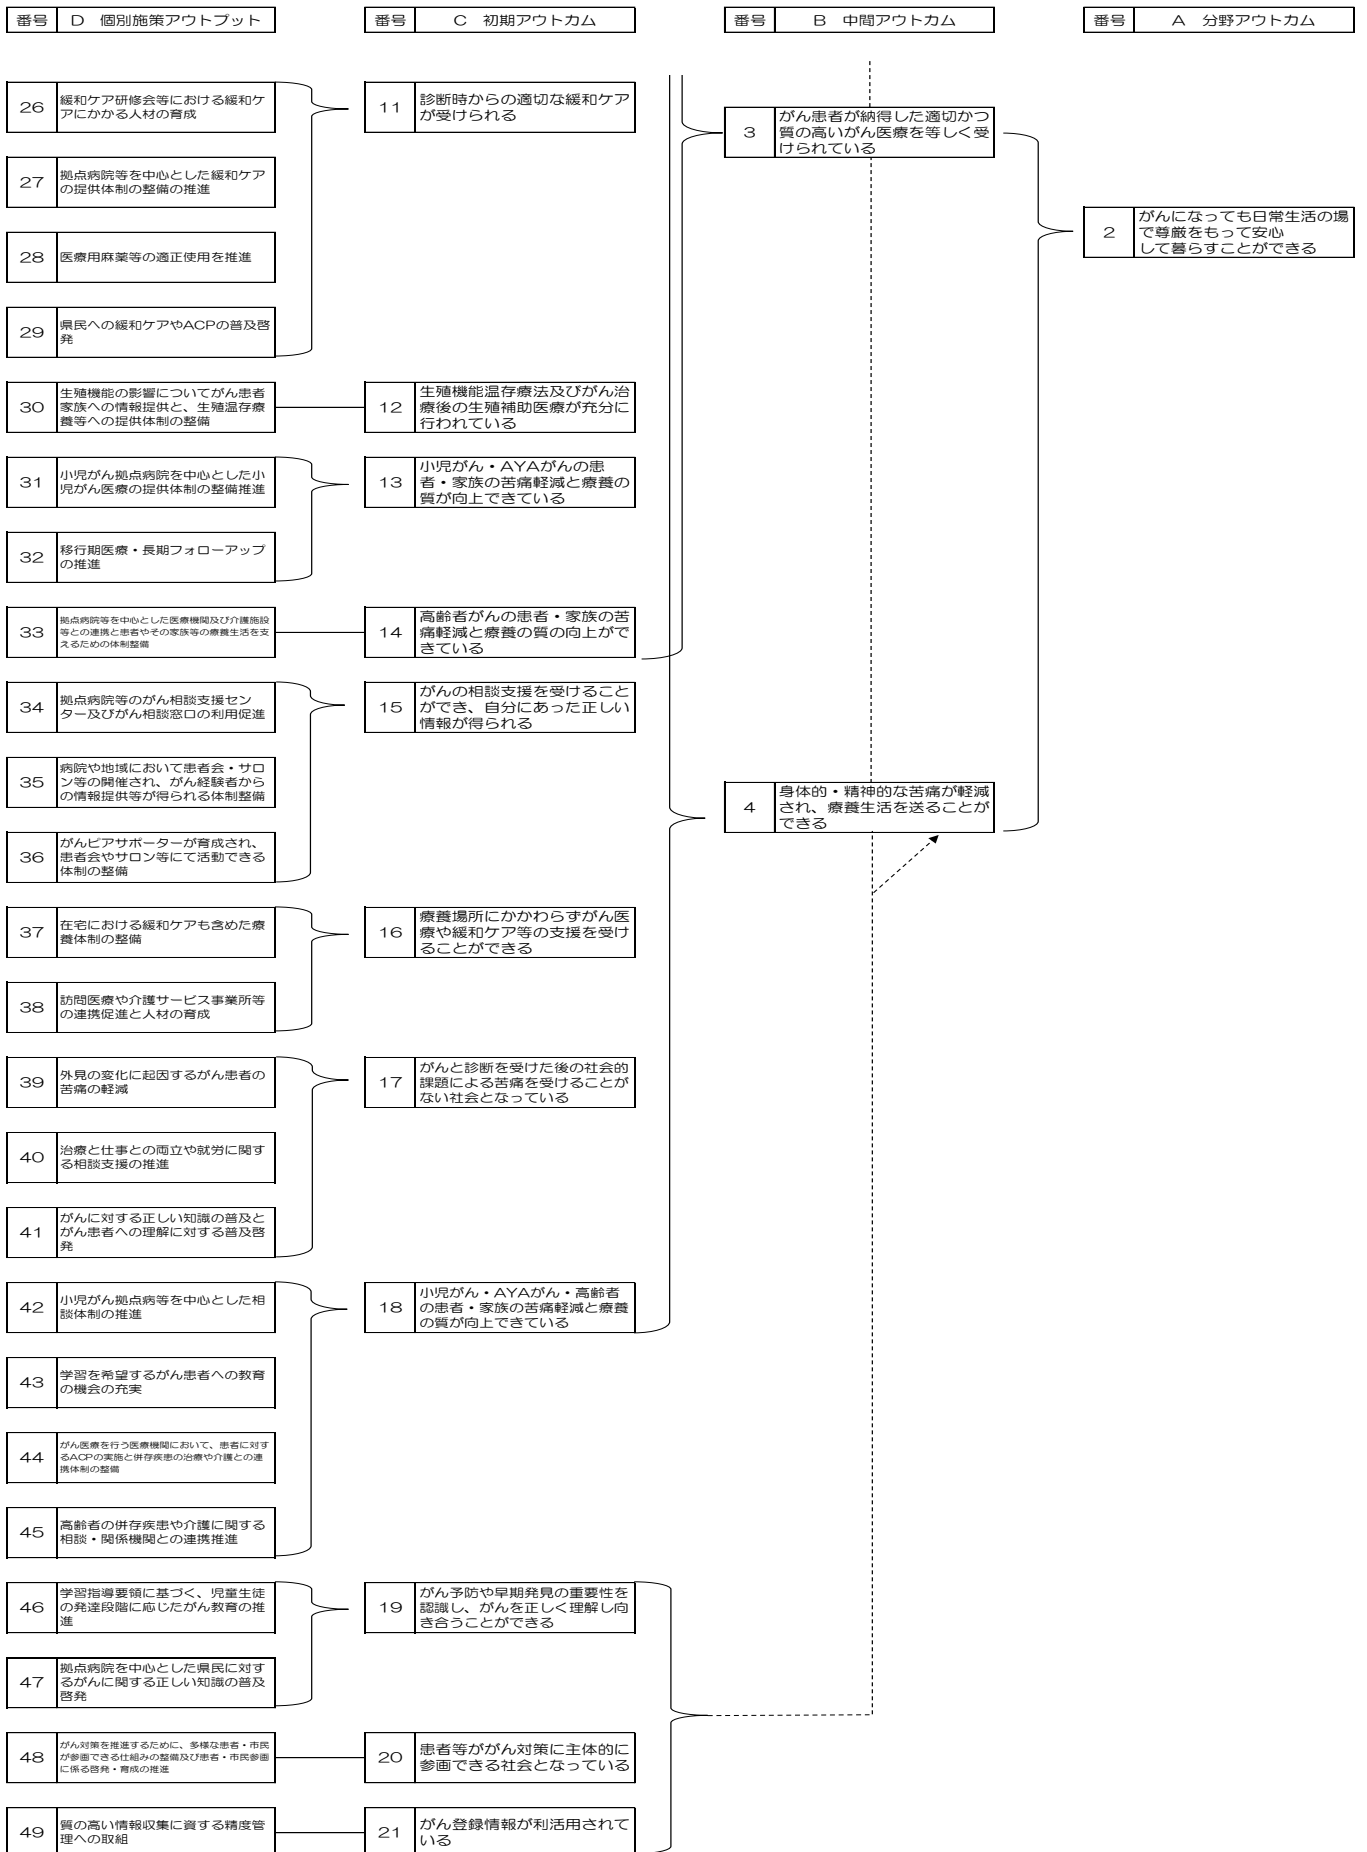 番号 D 個別施策アウトプット 番号 C 初期アウトカム 番号 B 中間アウトカム 番号 A 分野アウトカム
26
緩和ケア研修会等における緩和ケ
アにかかる人材の育成
11
診断時からの適切な緩和ケア
が受けられる
3
がん患者が納得した適切かつ
質の高いがん医療を等しく受
けられている
27
拠点病院等を中心とした緩和ケア
の提供体制の整備の推進
2
がんになっても日常生活の場
で尊厳をもって安心
して暮らすことができる
28
医療用麻薬等の適正使用を推進
29
県民への緩和ケアやACPの普及啓
発
30
生殖機能の影響についてがん患者
家族への情報提供と、生殖温存療
養等への提供体制の整備
12
生殖機能温存療法及びがん治
療後の生殖補助医療が充分に
行われている
31
小児がん拠点病院を中心とした小
児がん医療の提供体制の整備推進
13
小児がん・AYAがんの患
者・家族の苦痛軽減と療養の
質が向上できている
32
移行期医療・長期フォローアップ
の推進
33
拠点病院等を中心とした医療機関及び介護施設
等との連携と患者やその家族等の療養生活を支
えるための体制整備
14
高齢者がんの患者・家族の苦
痛軽減と療養の質の向上がで
きている
34
拠点病院等のがん相談支援セン
ター及びがん相談窓口の利用促進
15
がんの相談支援を受けること
ができ、自分にあった正しい
情報が得られる
35
病院や地域において患者会・サロ
ン等の開催され、がん経験者から
の情報提供等が得られる体制整備
4
身体的・精神的な苦痛が軽減
され、療養生活を送ることが
できる
36
がんピアサポーターが育成され、
患者会やサロン等にて活動できる
体制の整備
37
在宅における緩和ケアも含めた療
養体制の整備
16
療養場所にかかわらずがん医
療や緩和ケア等の支援を受け
ることができる
38
訪問医療や介護サービス事業所等
の連携促進と人材の育成
39
外見の変化に起因するがん患者の
苦痛の軽減
17
がんと診断を受けた後の社会的
課題による苦痛を受けることが
ない社会となっている
40
治療と仕事との両立や就労に関す
る相談支援の推進
41
がんに対する正しい知識の普及と
がん患者への理解に対する普及啓
発
42
小児がん拠点病等を中心とした相
談体制の推進
18
小児がん・AYAがん・高齢者
の患者・家族の苦痛軽減と療養
の質が向上できている
43
学習を希望するがん患者への教育
の機会の充実
44
がん医療を行う医療機関において、患者に対す
るACPの実施と併存疾患の治療や介護との連
携体制の整備
45
高齢者の併存疾患や介護に関する
相談・関係機関との連携推進
46
学習指導要領に基づく、児童生徒
の発達段階に応じたがん教育の推
進
19
がん予防や早期発見の重要性を
認識し、がんを正しく理解し向
き合うことができる
47
拠点病院を中心とした県民に対す
るがんに関する正しい知識の普及
啓発
48
がん対策を推進するために、多様な患者・市民
が参画できる仕組みの整備及び患者・市民参画
に係る啓発・育成の推進
20
患者等ががん対策に主体的に
参画できる社会となっている
49
質の高い情報収集に資する精度管
理への取組
21
がん登録情報が利活用されて
いる